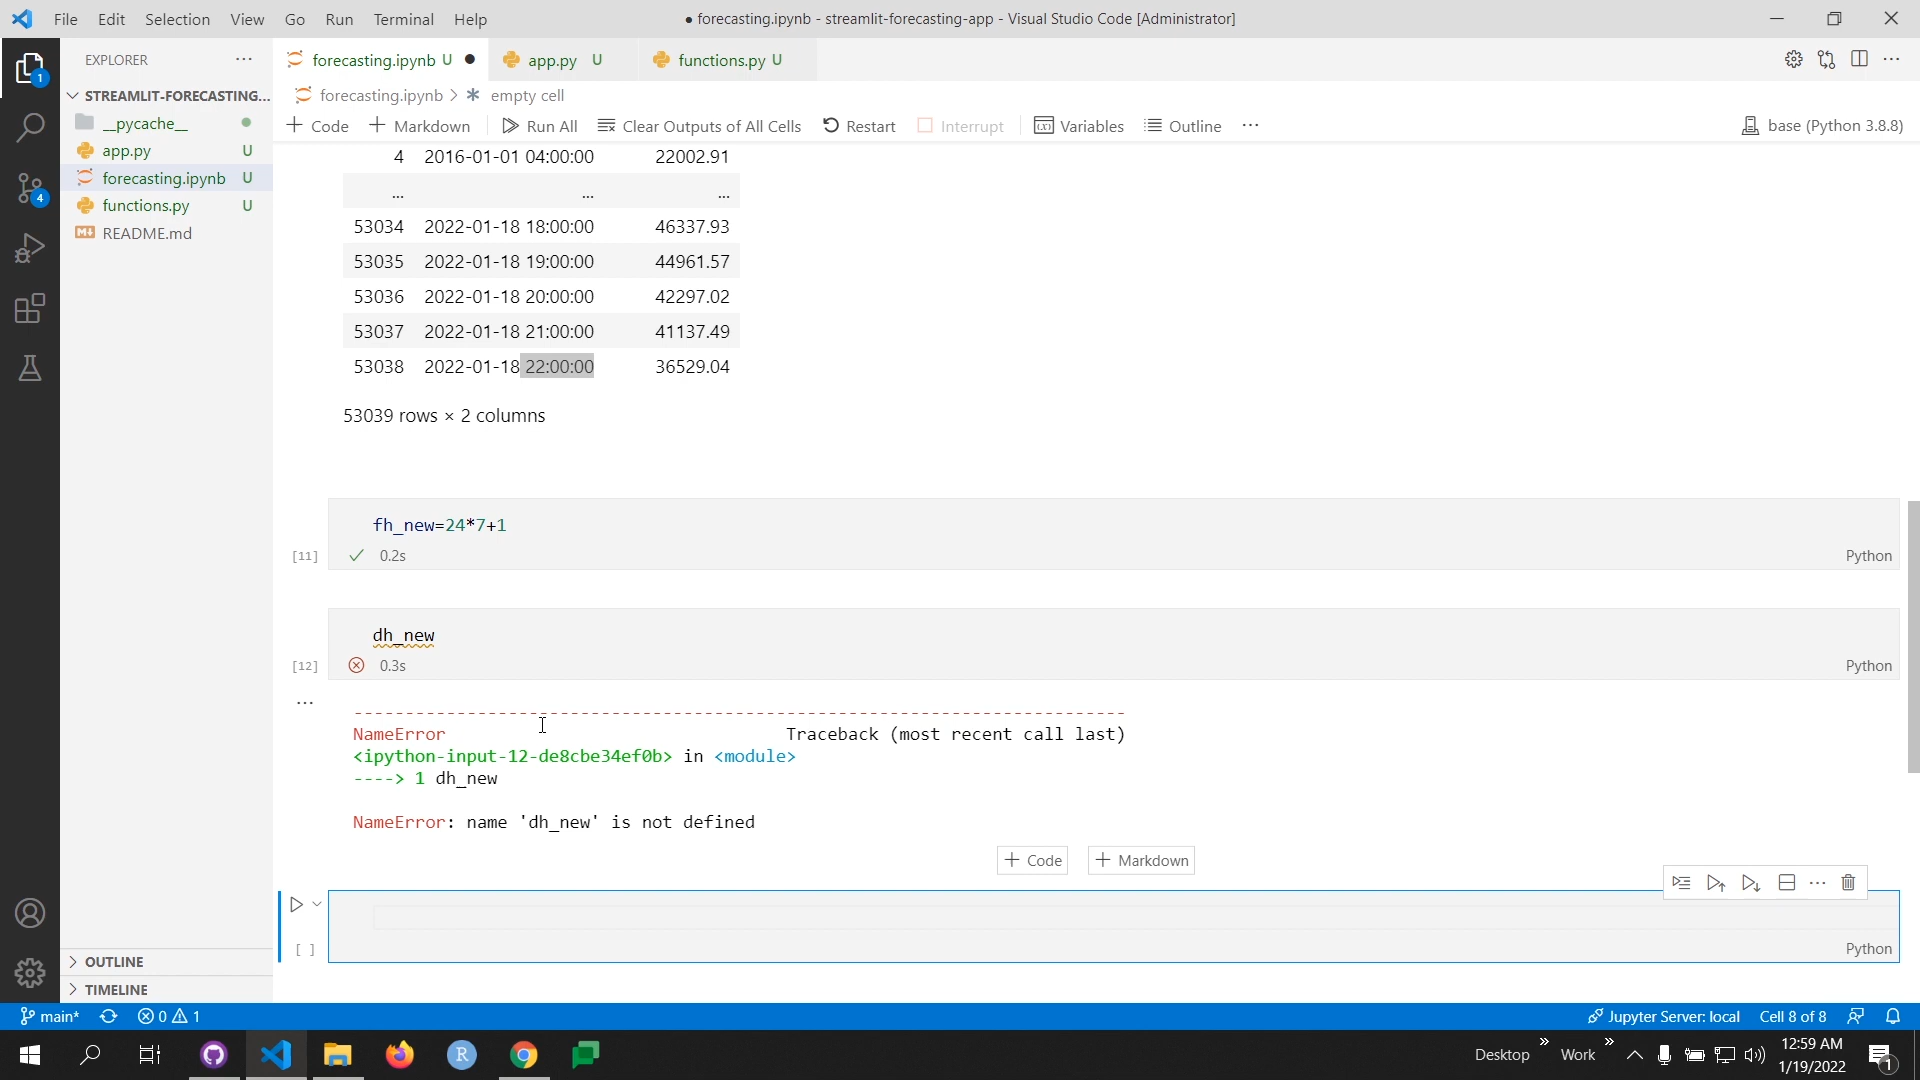 File Edit Selection View Go Run Terminal Help
● forecasting.ipynb - streamlit-forecasting-app - Visual Studio Code [Administrator]
EXPLORER
forecasting.ipynb U
app.py U
functions.py U
STREAMLIT-FORECASTING...
forecasting.ipynb > empty cell
__pycache__
+ Code + Markdown Run All Clear Outputs of All Cells Restart Interrupt Variables Outline ...
base (Python 3.8.8)
app.py U
forecasting.ipynb U
functions.py U
README.md
4 2016-01-01 04:00:00 22002.91
... ... ...
53034 2022-01-18 18:00:00 46337.93
53035 2022-01-18 19:00:00 44961.57
53036 2022-01-18 20:00:00 42297.02
53037 2022-01-18 21:00:00 41137.49
53038 2022-01-18 22:00:00 36529.04
53039 rows × 2 columns
fh_new=24*7+1
[11] 0.2s Python
dh_new
[12] 0.3s Python
...
---------------------------------------------------------------------------
NameError Traceback (most recent call last)
<ipython-input-12-de8cbe34ef0b> in <module>
----> 1 dh_new
NameError: name 'dh_new' is not defined
+ Code + Markdown
[ ] Python
OUTLINE
TIMELINE
1
4
main* 0 1
Jupyter Server: local Cell 8 of 8
R
Desktop » Work »
12:59 AM
1/19/2022
1